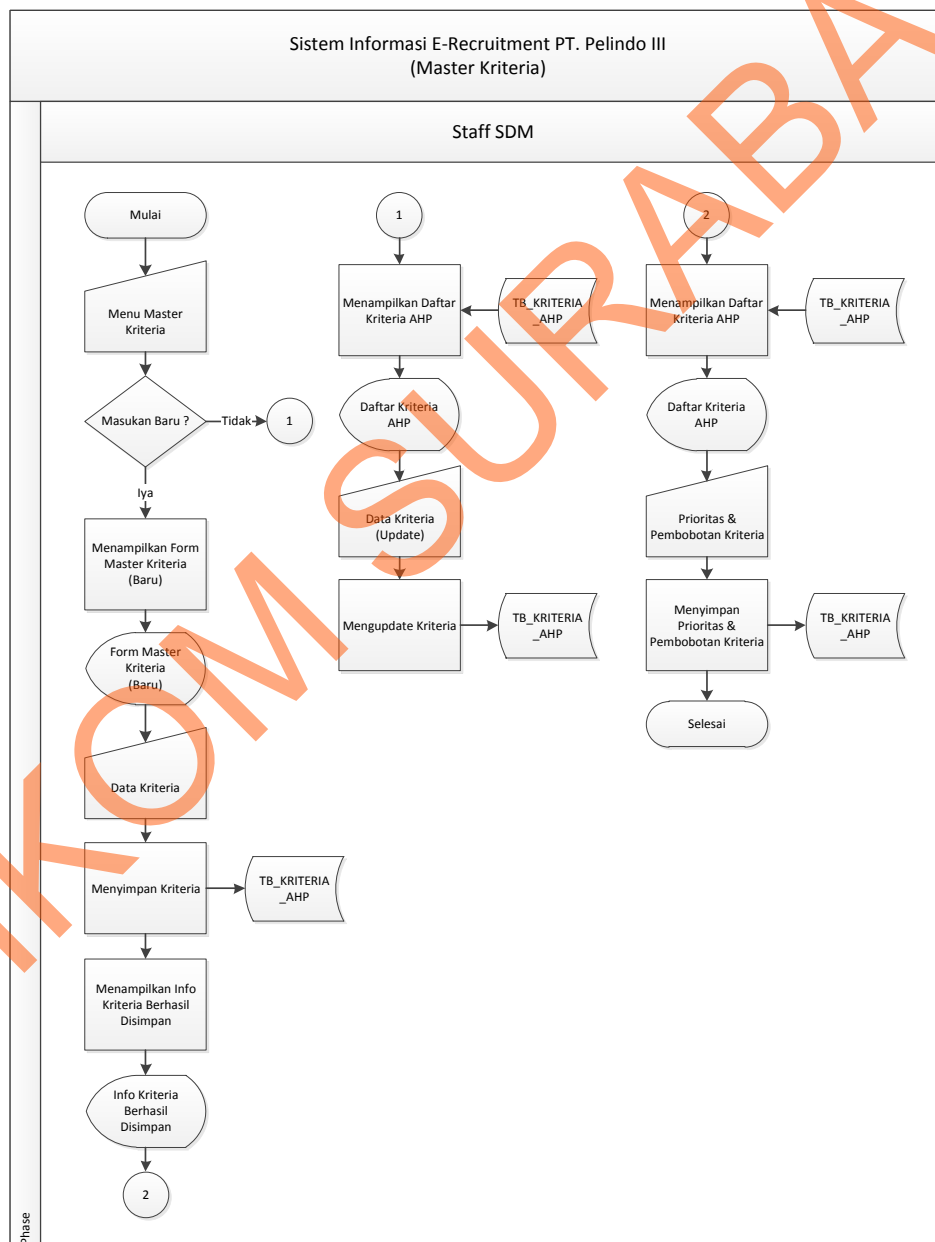 Sistem Informasi E-Recruitment PT. Pelindo III
(Master Kriteria)
Staff SDM
Phase
Mulai
Menu Master
Kriteria
Masukan Baru ?
Tidak
1
Iya
Menampilkan Form
Master Kriteria
(Baru)
Form Master
Kriteria
(Baru)
Data Kriteria
Menyimpan Kriteria
TB_KRITERIA
_AHP
Menampilkan Info
Kriteria Berhasil
Disimpan
Info Kriteria
Berhasil
Disimpan
2
1
Menampilkan Daftar
Kriteria AHP
TB_KRITERIA
_AHP
Daftar Kriteria
AHP
Data Kriteria
(Update)
Mengupdate Kriteria
TB_KRITERIA
_AHP
2
Menampilkan Daftar
Kriteria AHP
TB_KRITERIA
_AHP
Daftar Kriteria
AHP
Prioritas &
Pembobotan Kriteria
Menyimpan
Prioritas &
Pembobotan Kriteria
TB_KRITERIA
_AHP
Selesai
IKOM SURABA